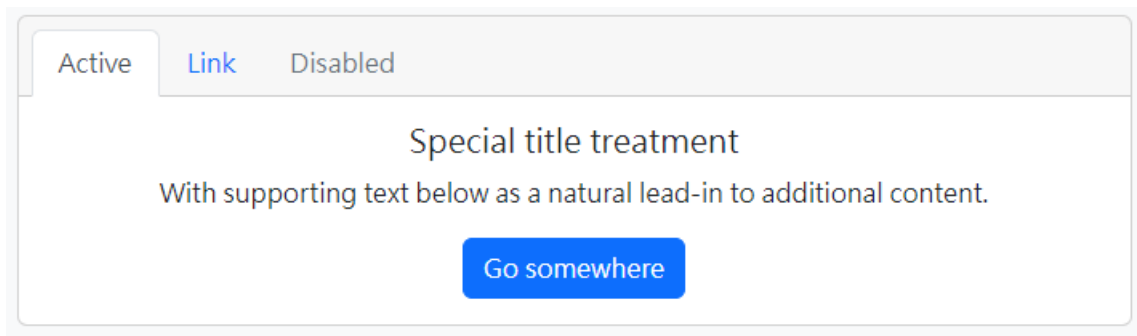 Active Link Disabled
Special title treatment
With supporting text below as a natural lead-in to additional content.
Go somewhere